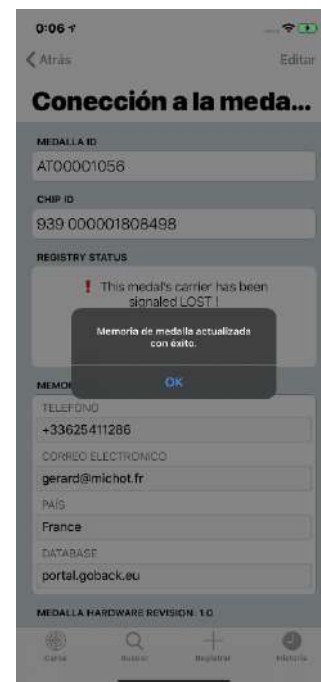 0:06
Atrás
Editar
Conección a la meda...
MEDALLA ID
AT00001056
CHIP ID
939 000001808498
REGISTRY STATUS
This medal's carrier has been
signaled LOST !
Memoria de medalla actualizada
con éxito.
OK
TELEFONO
+33625411286
CORREO ELECTRONICO
gerard@michot.fr
PAÍS
France
DATABASE
portal.goback.eu
MEDALLA HARDWARE REVISION: 1.0
Carta
Buscar
Registrar
Historia